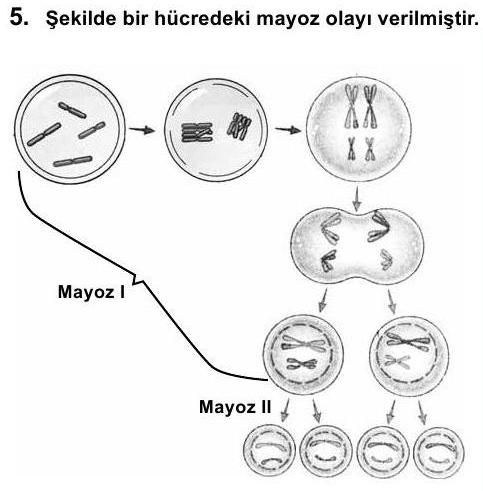 5. Şekilde bir hücredeki mayoz olayı verilmiştir.
Mayoz I
Mayoz II